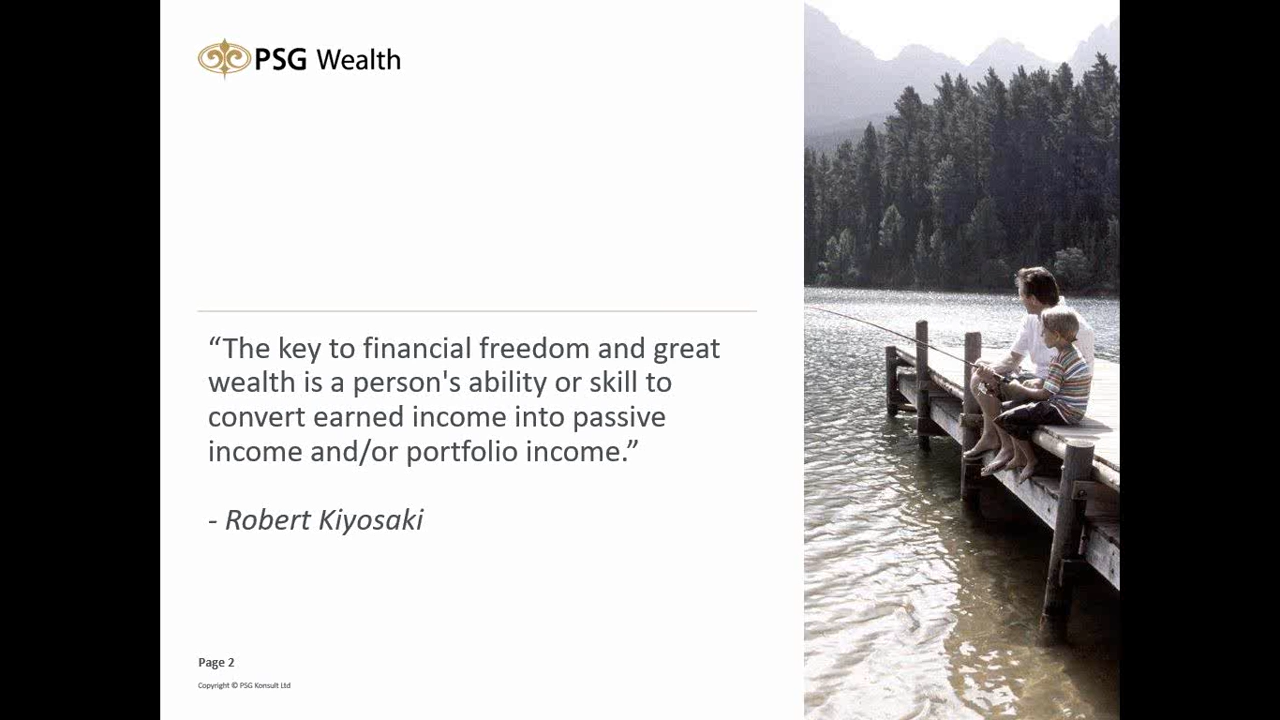 PSG Wealth
“The key to financial freedom and great
wealth is a person's ability or skill to
convert earned income into passive
income and/or portfolio income.”
- Robert Kiyosaki
Page 2
Copyright © PSG Konsult Ltd